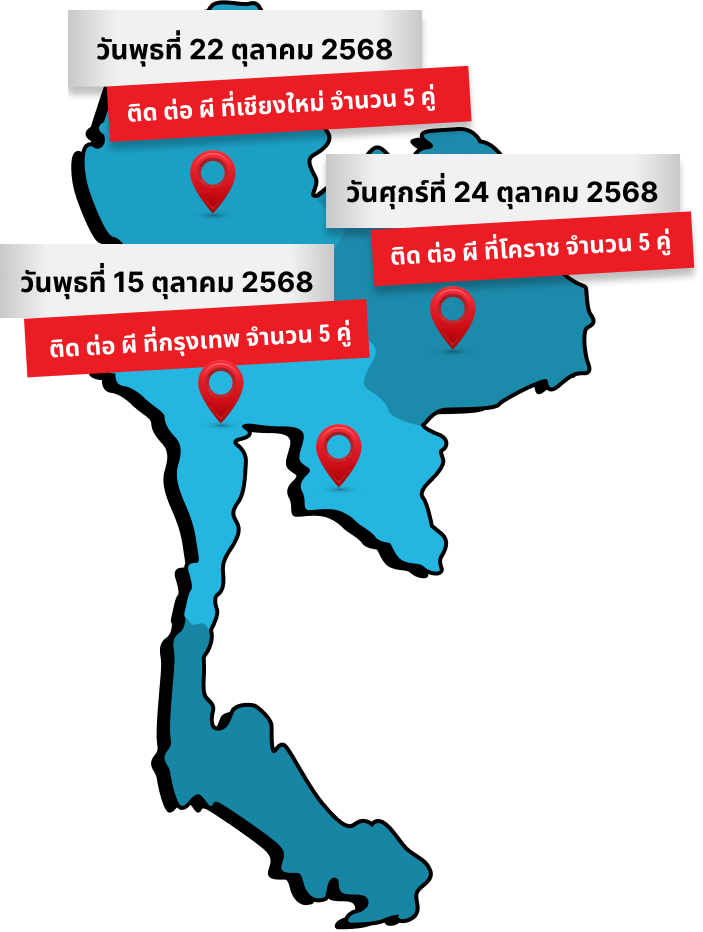 วันพุธที่ 22 ตุลาคม 2568
ติด ต่อ ผี ที่เชียงใหม่ จำนวน 5 คู่
วันศุกร์ที่ 24 ตุลาคม 2568
ติด ต่อ ผี ที่โคราช จำนวน 5 คู่
วันพุธที่ 15 ตุลาคม 2568
ติด ต่อ ผี ที่กรุงเทพ จำนวน 5 คู่